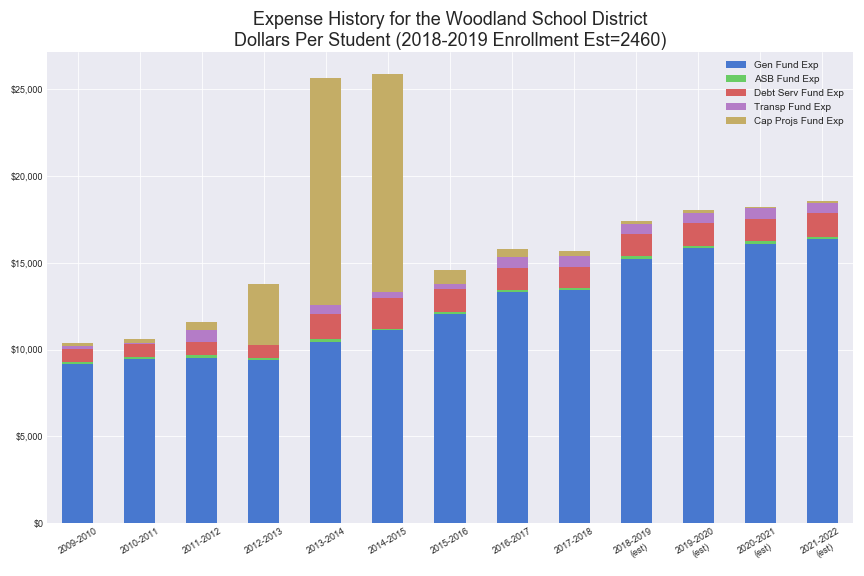 Expense History for the Woodland School District
Dollars Per Student (2018-2019 Enrollment Est=2460)
Gen Fund Exp
ASB Fund Exp
Debt Serv Fund Exp
Transp Fund Exp
Cap Projs Fund Exp
$25,000
$20,000
$15,000
$10,000
$5,000
$0
2009-2010
2010-2011
2011-2012
2012-2013
2013-2014
2014-2015
2015-2016
2016-2017
2017-2018
2018-2019
(est)
2019-2020
(est)
2020-2021
(est)
2021-2022
(est)